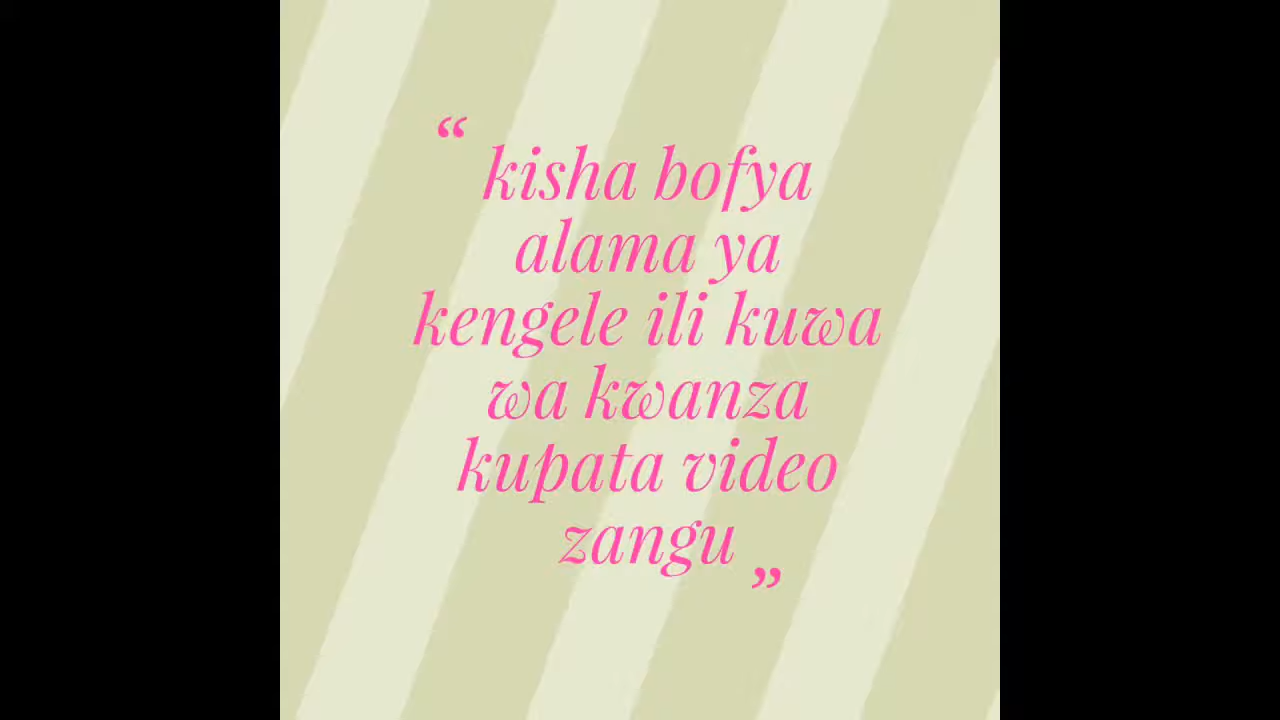 “ kisha bofya
alama ya
kengele ili kuwa
wa kwanza
kupata video
zangu ”